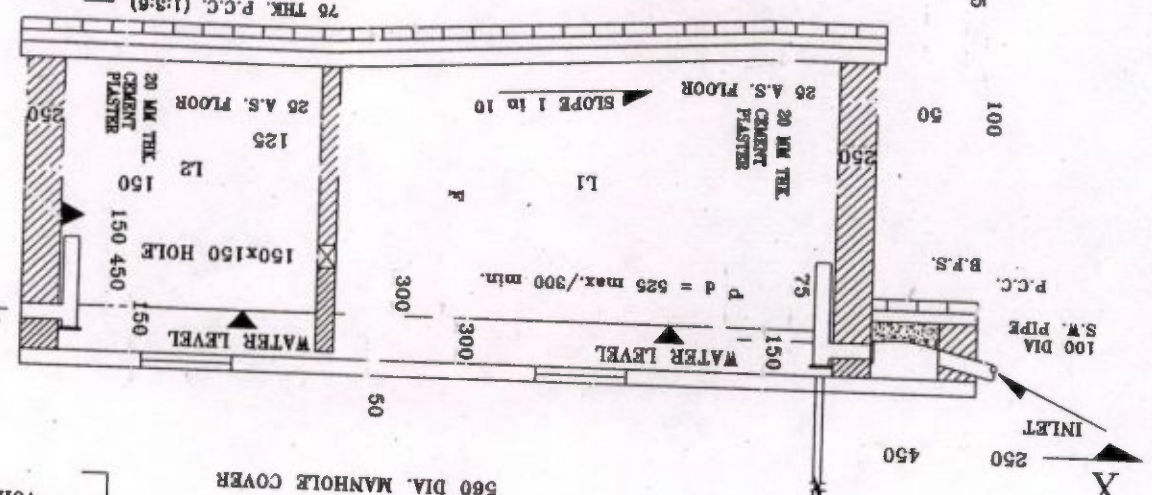 560 DIA. MANHOLE COVER
X
250
450
INLET
50
100 DIA
S.W. PIPE
P.C.C.
B.F.S.
150
WATER LEVEL
300
WATER LEVEL
150
75
d d = 525 max./300 min.
300
150x150 HOLE
150 450
L1
F
L2
150
250
100
50
20 MM THK
CEMENT
PLASTER
125
20 MM THK
CEMENT
PLASTER
250
25 A.S. FLOOR
SLOPE 1 in 10
25 A.S. FLOOR
75 THK. P.C.C. (1:3:6)